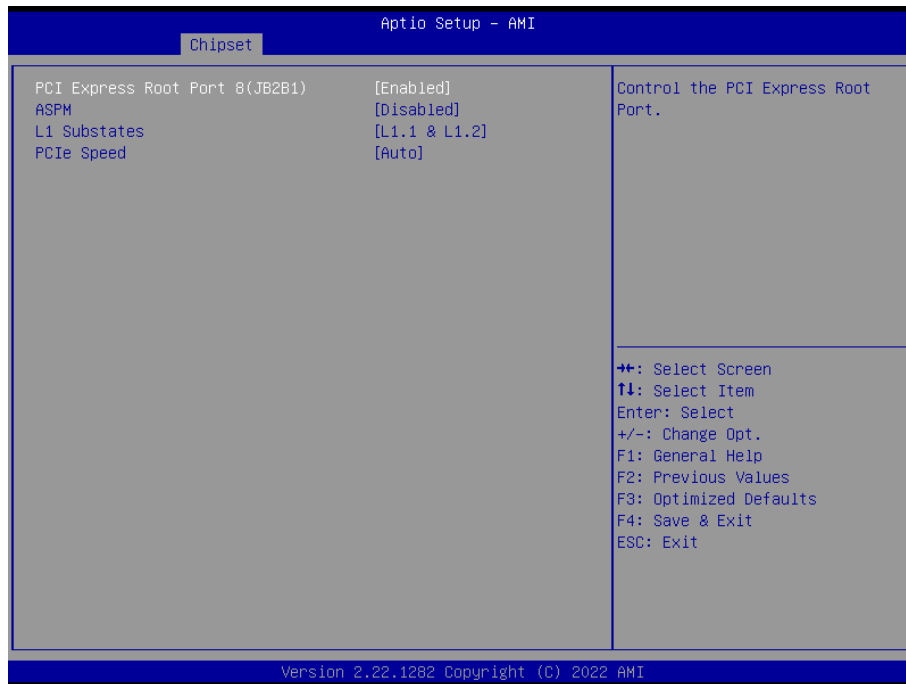 Aptio Setup – AMI
Chipset
PCI Express Root Port 8(JB2B1) [Enabled]
ASPM [Disabled]
L1 Substates [L1.1 & L1.2]
PCIe Speed [Auto]
Control the PCI Express Root
Port.
→←: Select Screen
↑↓: Select Item
Enter: Select
+/-: Change Opt.
F1: General Help
F2: Previous Values
F3: Optimized Defaults
F4: Save & Exit
ESC: Exit
Version 2.22.1282 Copyright (C) 2022 AMI